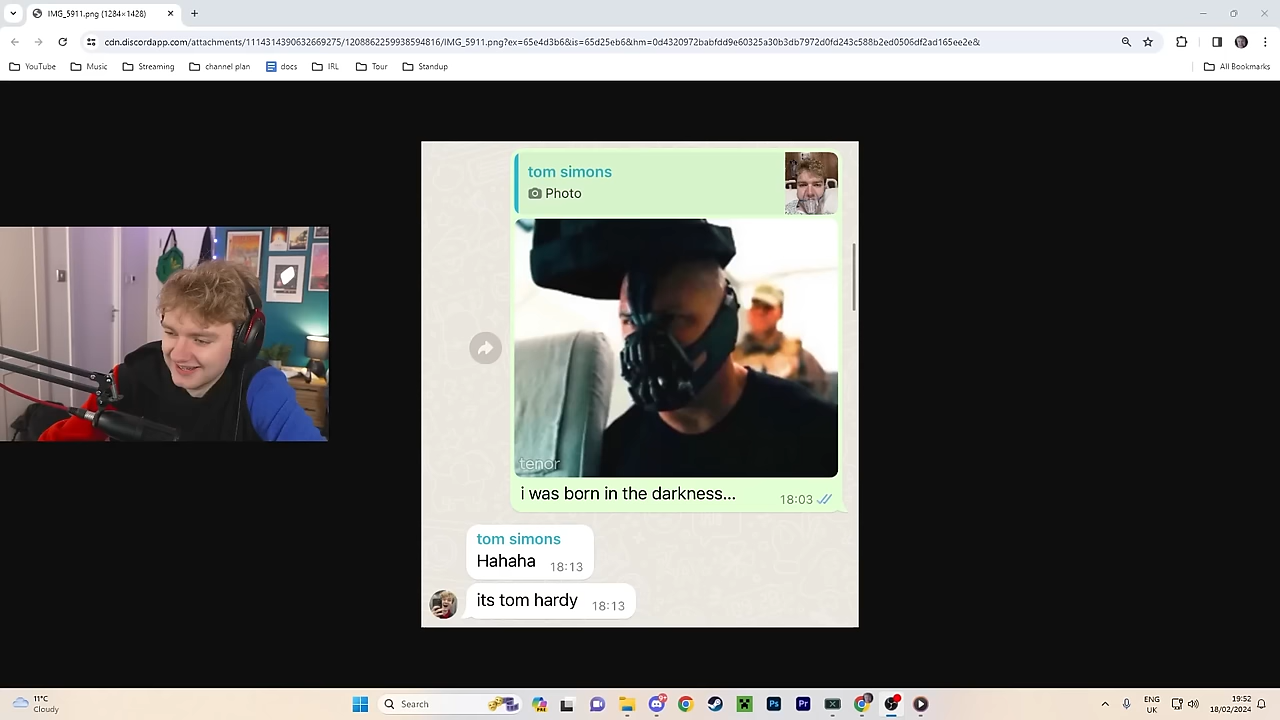 IMG_5911.png (1284×1428)
cdn.discordapp.com/attachments/1114314390632669275/1208862259938594816/IMG_5911.png?ex=65e4d3b6&is=65d25eb6&hm=0d4320972babfdd9e60325a30b3db7972d0fd243c588b2ed0506df2ad165ee2e&
YouTube Music Streaming channel plan docs IRL Tour Standup All Bookmarks
tom simons
Photo
tenor
i was born in the darkness...
18:03
tom simons
Hahaha 18:13
its tom hardy 18:13
11°C
Cloudy
Search
ENG
UK
19:52
18/02/2024